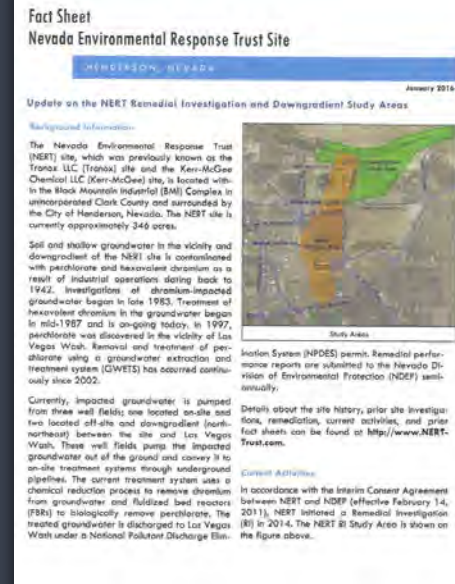 Fact Sheet
Nevada Environmental Response Trust Site
HENDERSON, NEVADA
January 2016
Update on the NERT Remedial Investigation and Downgradient Study Areas
Background Information
The Nevada Environmental Response Trust
(NERT) site, which was previously known as the
Tronox LLC (Tronox) site and the Kerr-McGee
Chemical LLC (Kerr-McGee) site, is located with-
in the Black Mountain Industrial (BMI) Complex in
unincorporated Clark County and surrounded by
the City of Henderson, Nevada. The NERT site is
currently approximately 346 acres.
Soil and shallow groundwater in the vicinity and
downgradient of the NERT site is contaminated
with perchlorate and hexavalent chromium as a
result of industrial operations dating back to
1942. Investigations of chromium-impacted
groundwater began in late 1983. Treatment of
hexavalent chromium in the groundwater began
in mid-1987 and is on-going today. In 1997,
perchlorate was discovered in the vicinity of Las
Vegas Wash. Removal and treatment of per-
chlorate using a groundwater extraction and
treatment system (GWETS) has occurred continu-
ously since 2002.
Currently, impacted groundwater is pumped
from three well fields; one located on-site and
two located off-site and downgradient (north-
northeast) between the site and Las Vegas
Wash. These well fields pump the impacted
groundwater out of the ground and convey it to
on-site treatment systems through underground
pipelines. The current treatment system uses a
chemical reduction process to remove chromium
from groundwater and fluidized bed reactors
(FBRs) to biologically remove perchlorate. The
treated groundwater is discharged to Las Vegas
Wash under a National Pollutant Discharge Elim-
Study Areas
ination System (NPDES) permit. Remedial perfor-
mance reports are submitted to the Nevada Di-
vision of Environmental Protection (NDEP) semi-
annually.
Details about the site history, prior site investiga-
tions, remediation, current activities, and prior
fact sheets can be found at http://www.NERT-
Trust.com.
Current Activities
In accordance with the Interim Consent Agreement
between NERT and NDEP (effective February 14,
2011), NERT initiated a Remedial Investigation
(RI) in 2014. The NERT RI Study Area is shown on
the figure above.